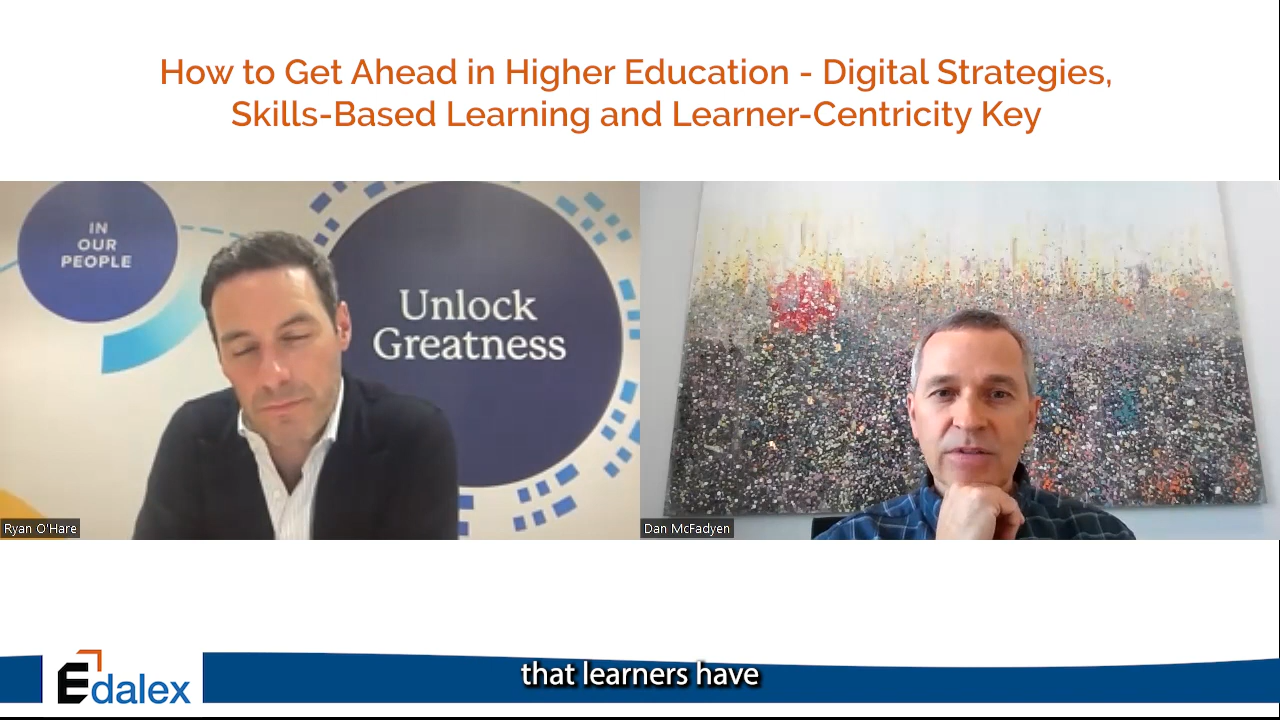 How to Get Ahead in Higher Education - Digital Strategies,
Skills-Based Learning and Learner-Centricity Key
IN
OUR
PEOPLE
Unlock
Greatness
Ryan O'Hare
Dan McFadyen
Edalex
that learners have